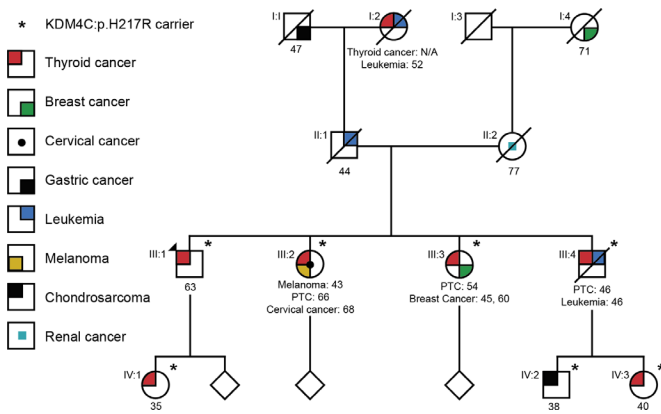 * KDM4C:p.H217R carrier
Thyroid cancer
Breast cancer
Cervical cancer
Gastric cancer
Leukemia
Melanoma
Chondrosarcoma
Renal cancer
I:I
47
I:2
Thyroid cancer: N/A
Leukemia: 52
I:3
I:4
71
II:1
44
II:2
77
III:1 *
63
III:2 *
Melanoma: 43
PTC: 66
Cervical cancer: 68
III:3 *
PTC: 54
Breast Cancer: 45, 60
III:4 *
PTC: 46
Leukemia: 46
IV:1 *
35
IV:2 *
38
IV:3 *
40